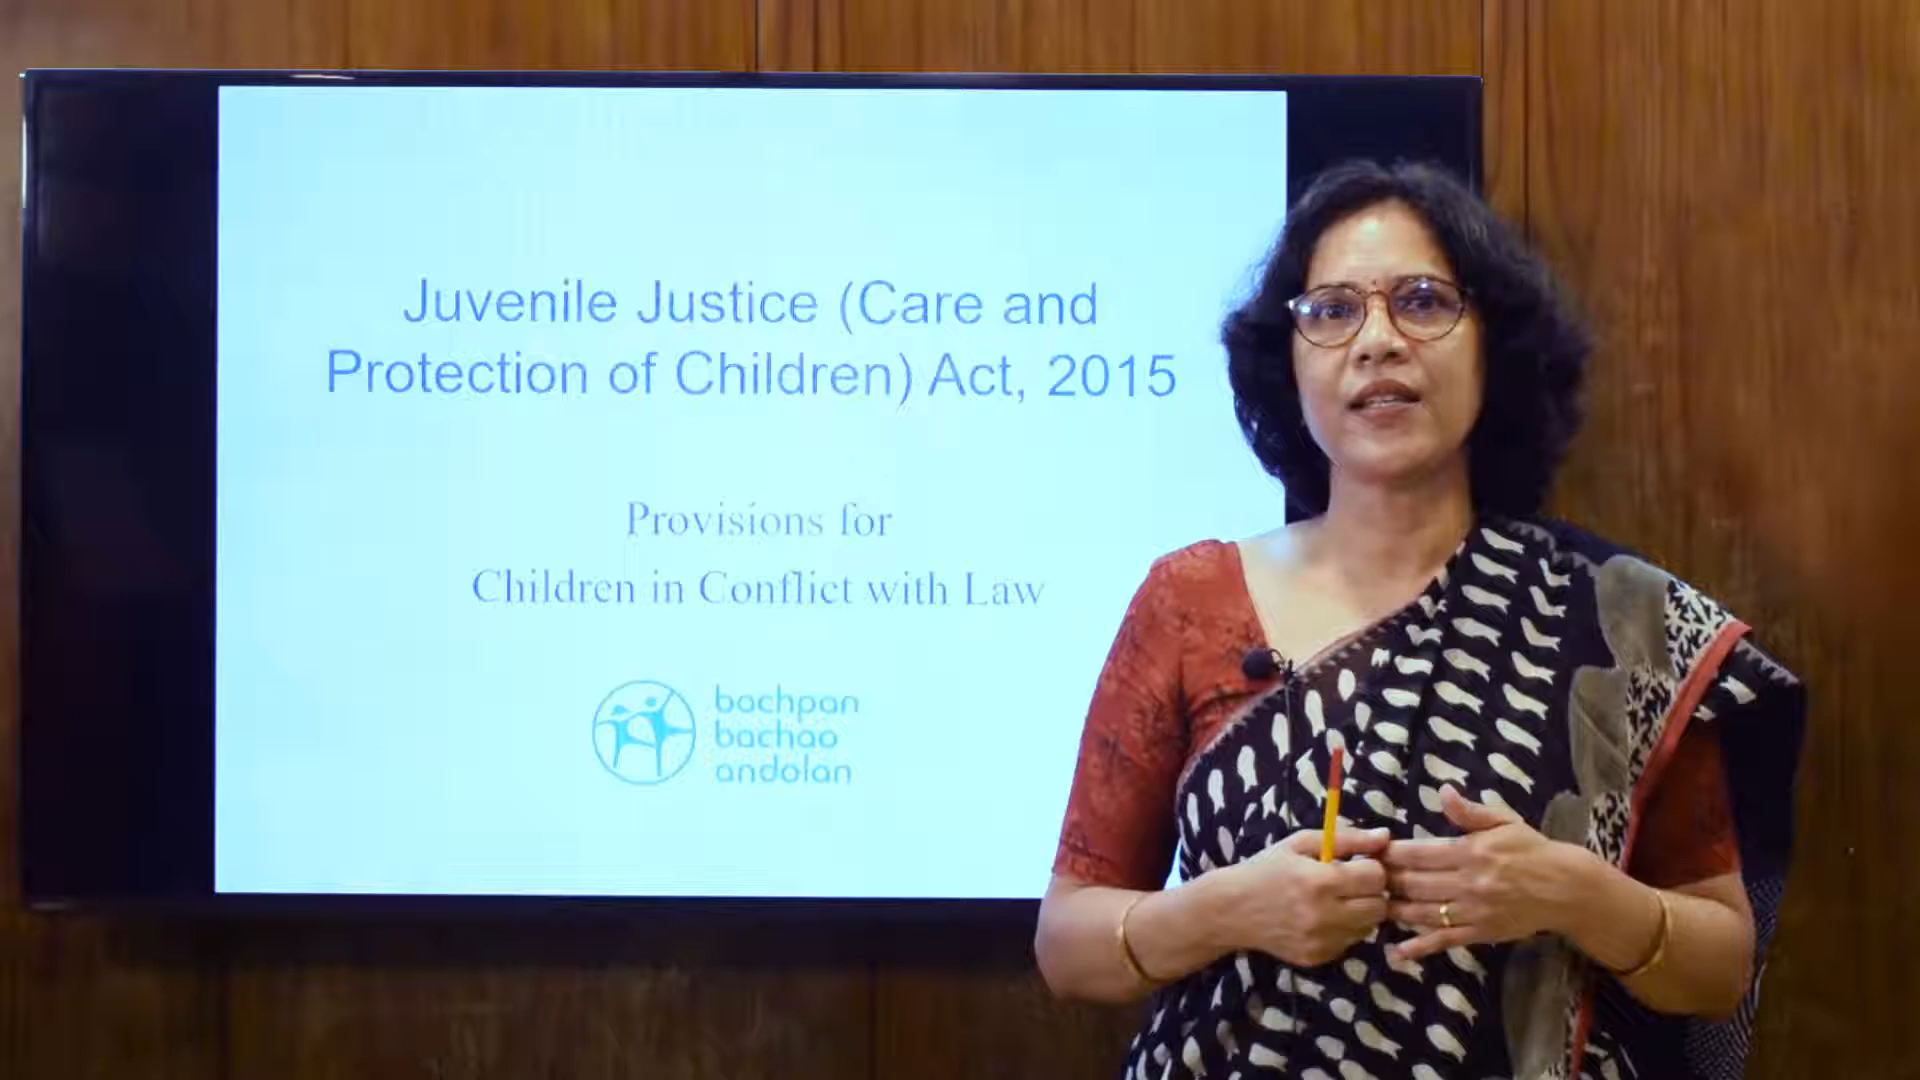 Juvenile Justice (Care and
Protection of Children) Act, 2015
Provisions for
Children in Conflict with Law
bachpan
bachao
andolan